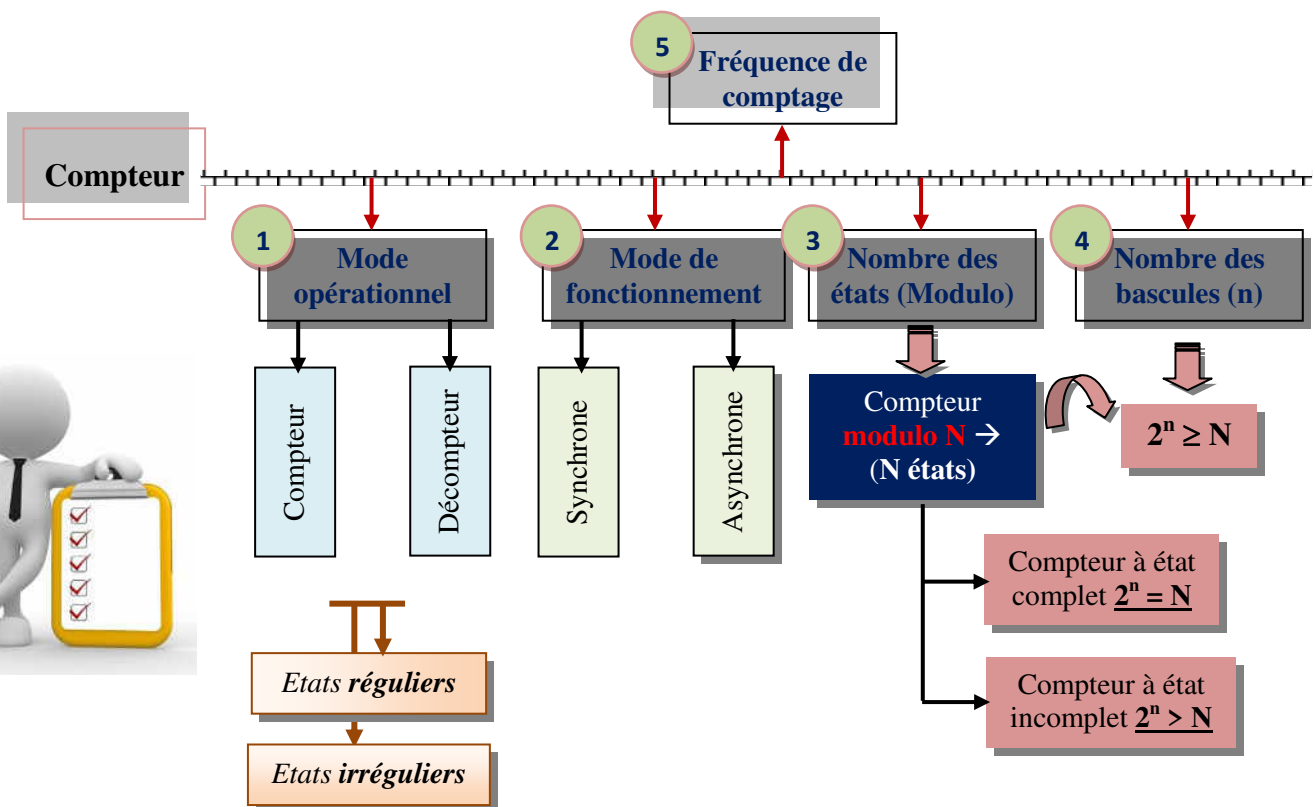 5
Fréquence de
comptage
Compteur
1
Mode
opérationnel
2
Mode de
fonctionnement
3
Nombre des
états (Modulo)
4
Nombre des
bascules (n)
Compteur
Décompteur
Synchrone
Asynchrone
Compteur
modulo N →
(N états)
2ⁿ ≥ N
Compteur à état
complet 2ⁿ = N
Compteur à état
incomplet 2ⁿ > N
Etats réguliers
Etats irréguliers